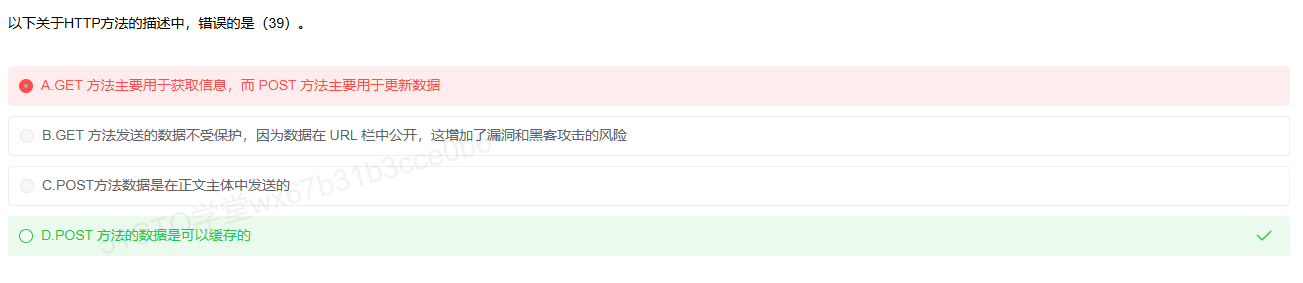 以下关于HTTP方法的描述中，错误的是（39）。
A.GET 方法主要用于获取信息，而 POST 方法主要用于更新数据
B.GET 方法发送的数据不受保护，因为数据在 URL 栏中公开，这增加了漏洞和黑客攻击的风险
C.POST方法数据是在正文主体中发送的
D.POST 方法的数据是可以缓存的
51CTO学堂wx67b31b3cce0b0